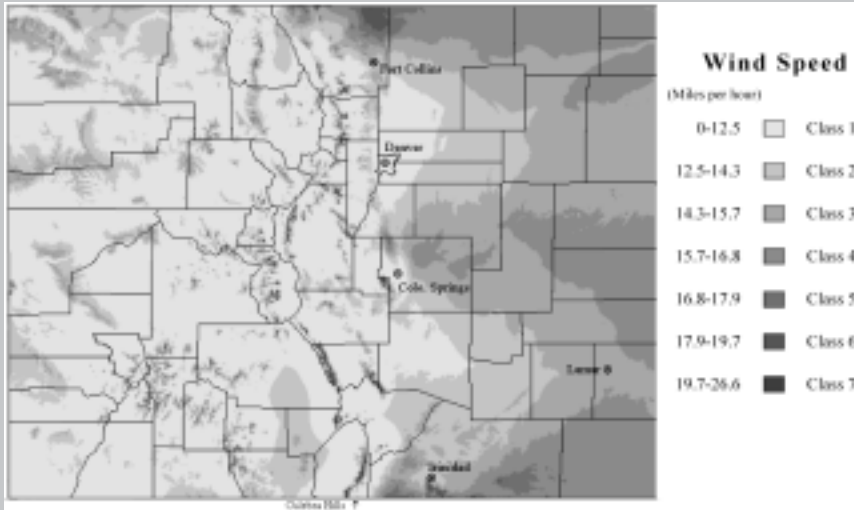 Fort Collins
Denver
Colo. Springs
Lamar
Trinidad
Wind Speed
(Miles per hour)
0-12.5 Class 1
12.5-14.3 Class 2
14.3-15.7 Class 3
15.7-16.8 Class 4
16.8-17.9 Class 5
17.9-19.7 Class 6
19.7-26.6 Class 7
Hills